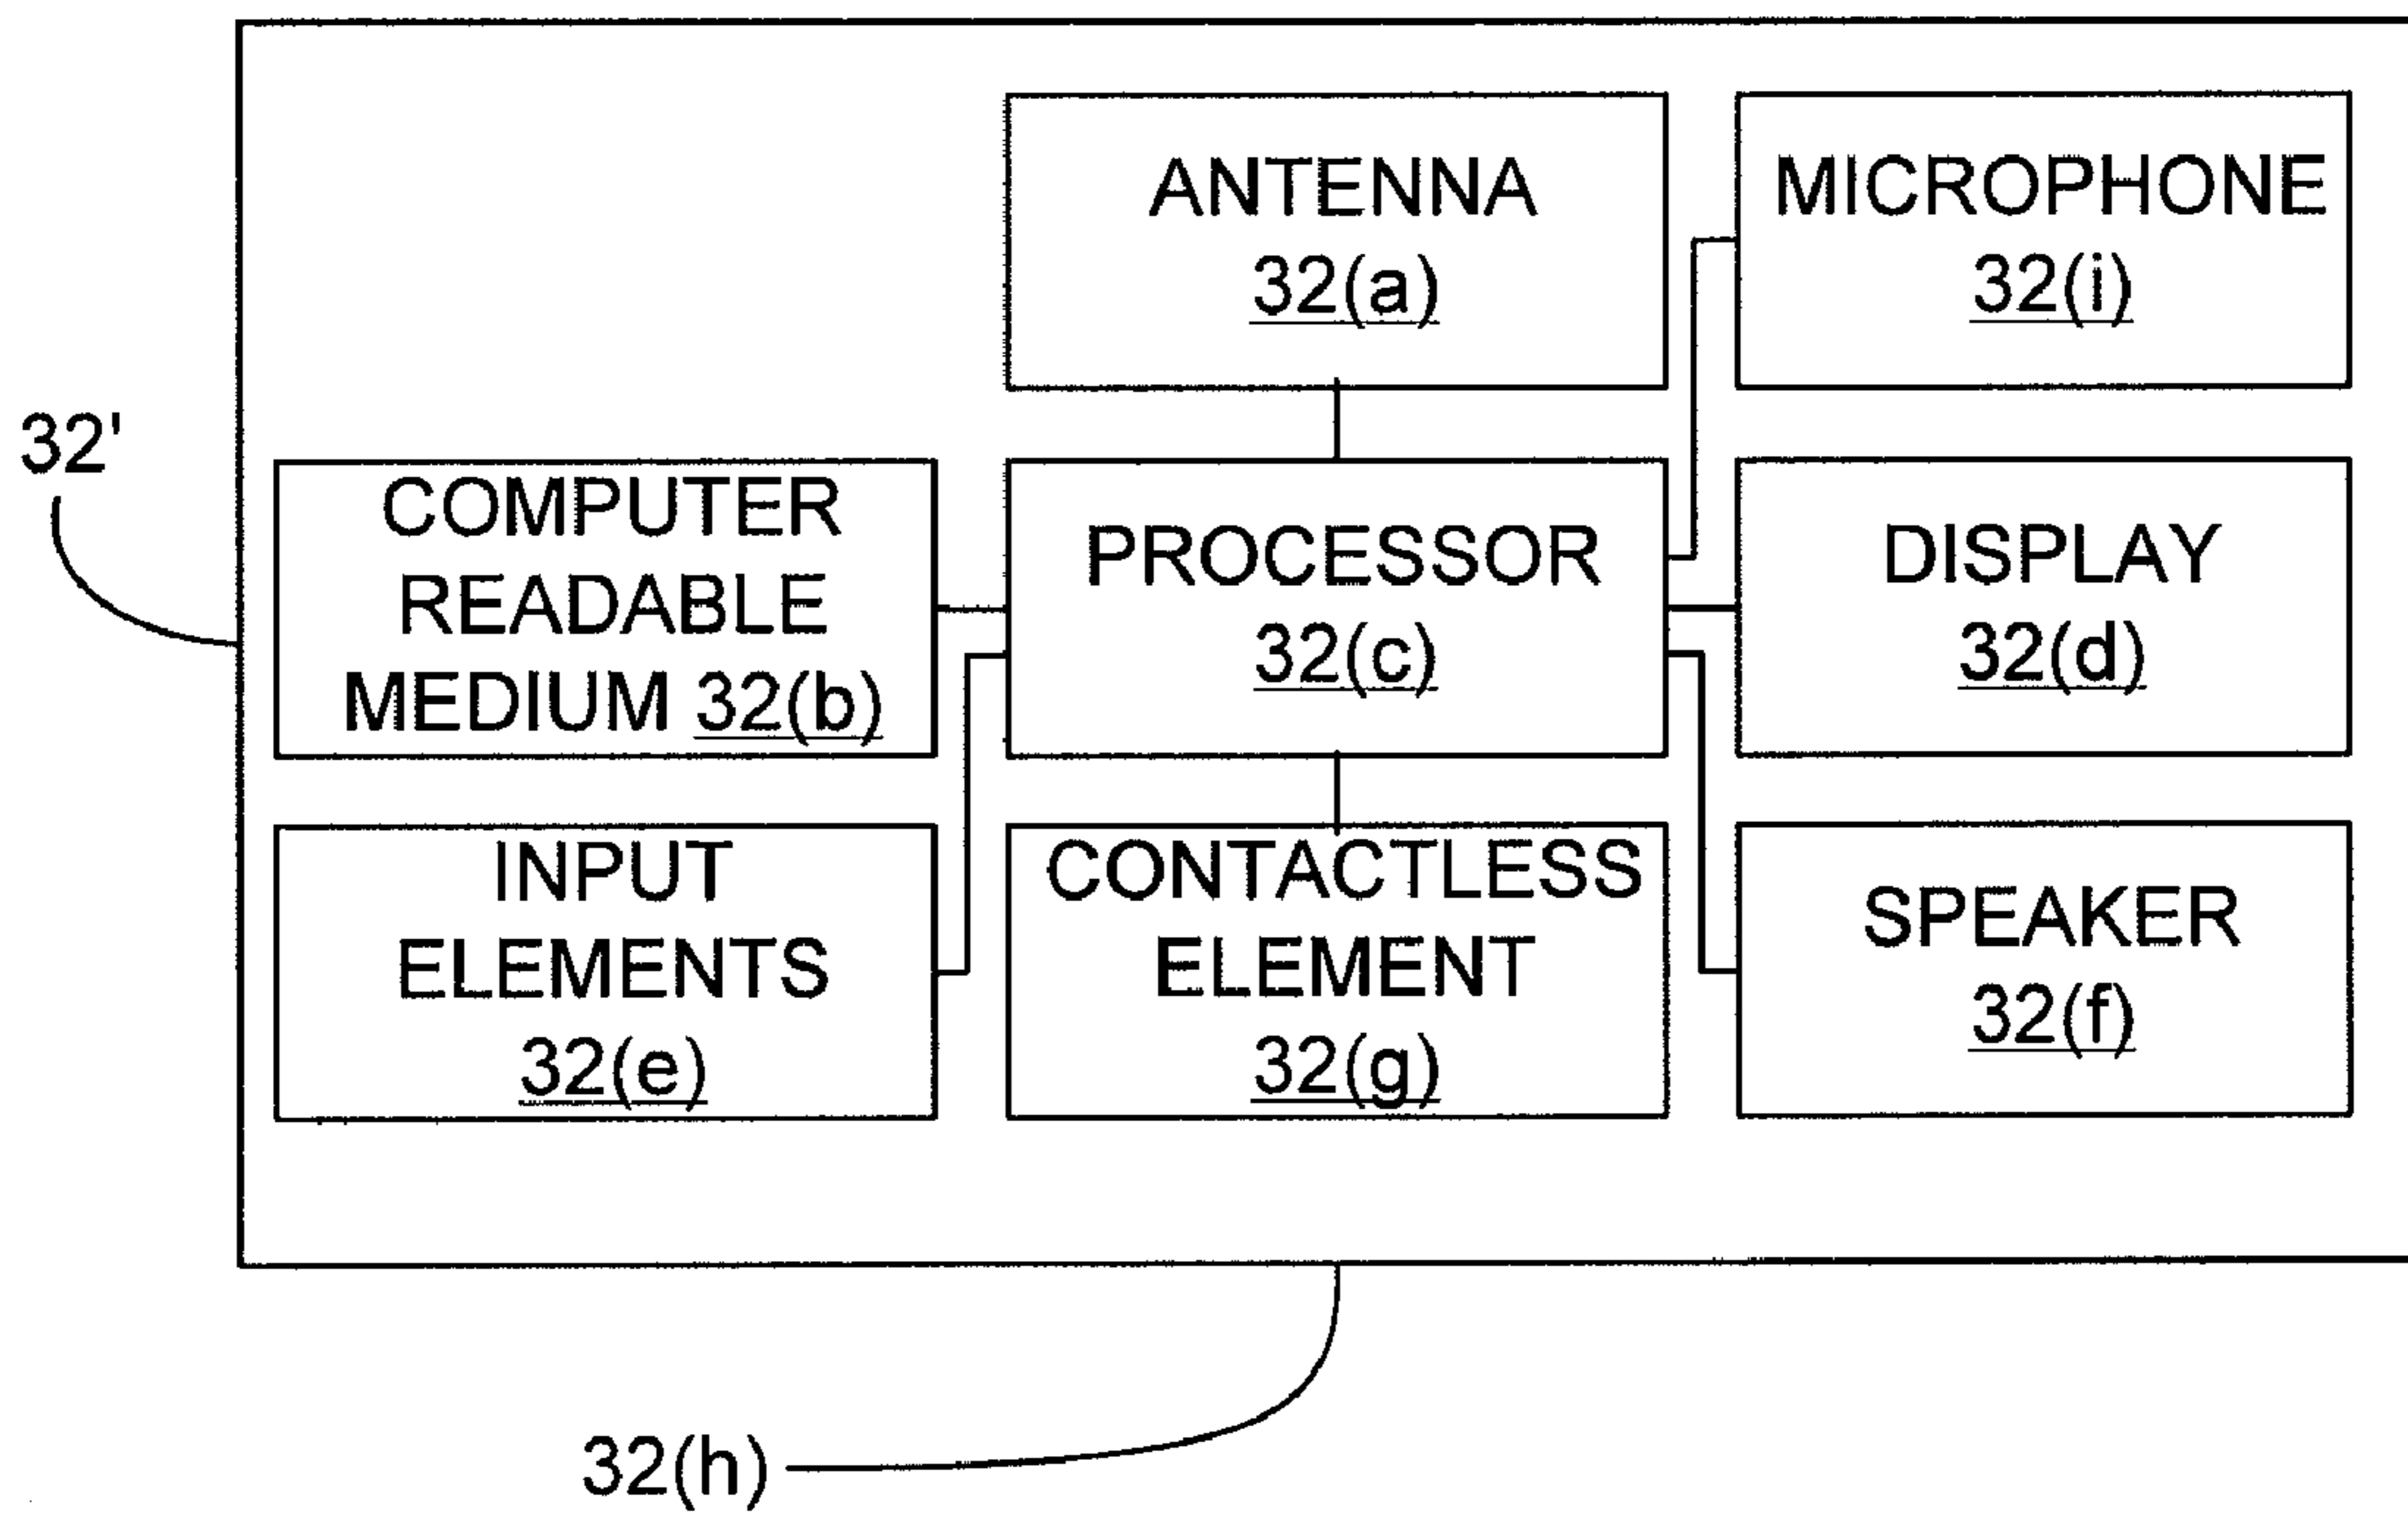 ANTENNA
32(a)
MICROPHONE
32(i)
32'
COMPUTER
READABLE
MEDIUM 32(b)
PROCESSOR
32(c)
DISPLAY
32(d)
INPUT
ELEMENTS
32(e)
CONTACTLESS
ELEMENT
32(g)
SPEAKER
32(f)
32(h)